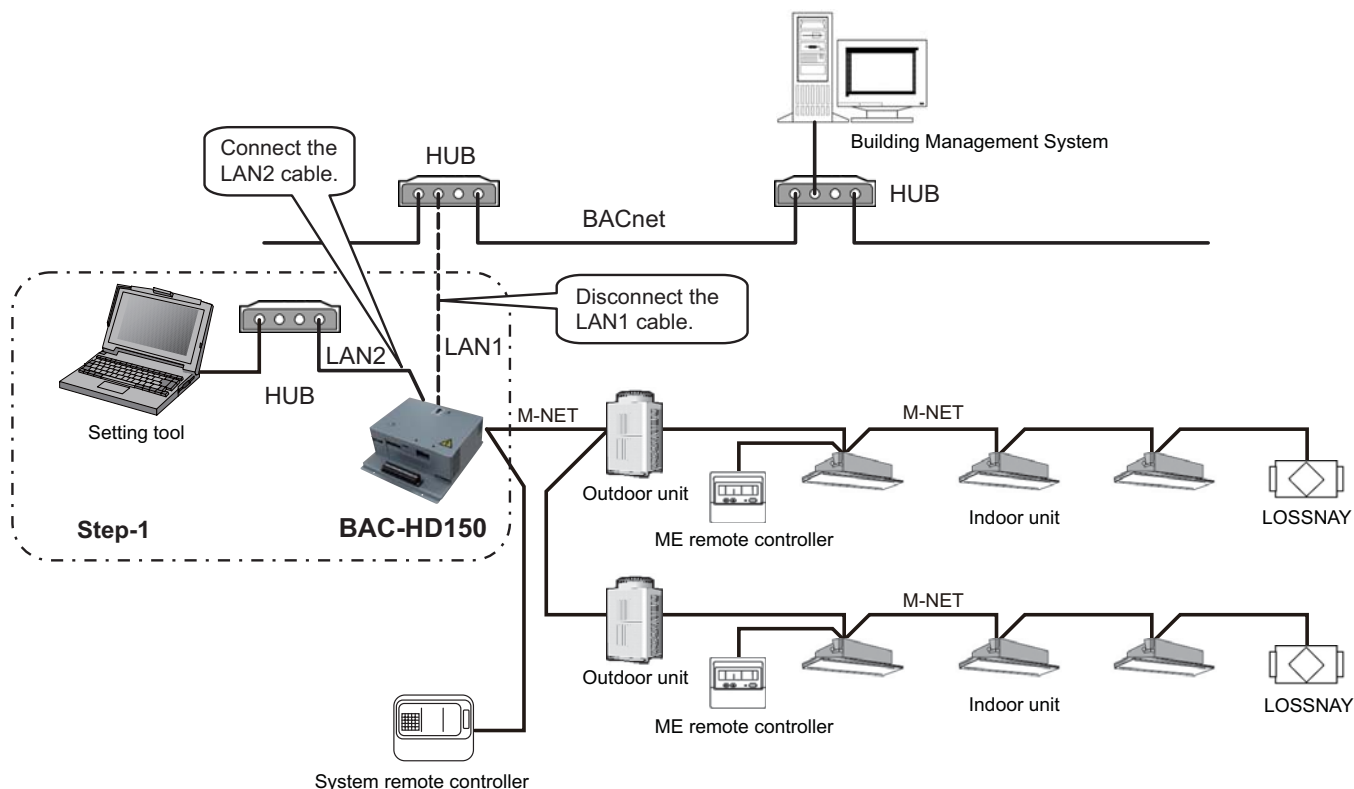 Building Management System
Connect the
LAN2 cable.
HUB
HUB
BACnet
Disconnect the
LAN1 cable.
LAN2
LAN1
HUB
Setting tool
Step-1
BAC-HD150
M-NET
M-NET
Outdoor unit
ME remote controller
Indoor unit
LOSSNAY
M-NET
Outdoor unit
ME remote controller
Indoor unit
LOSSNAY
System remote controller